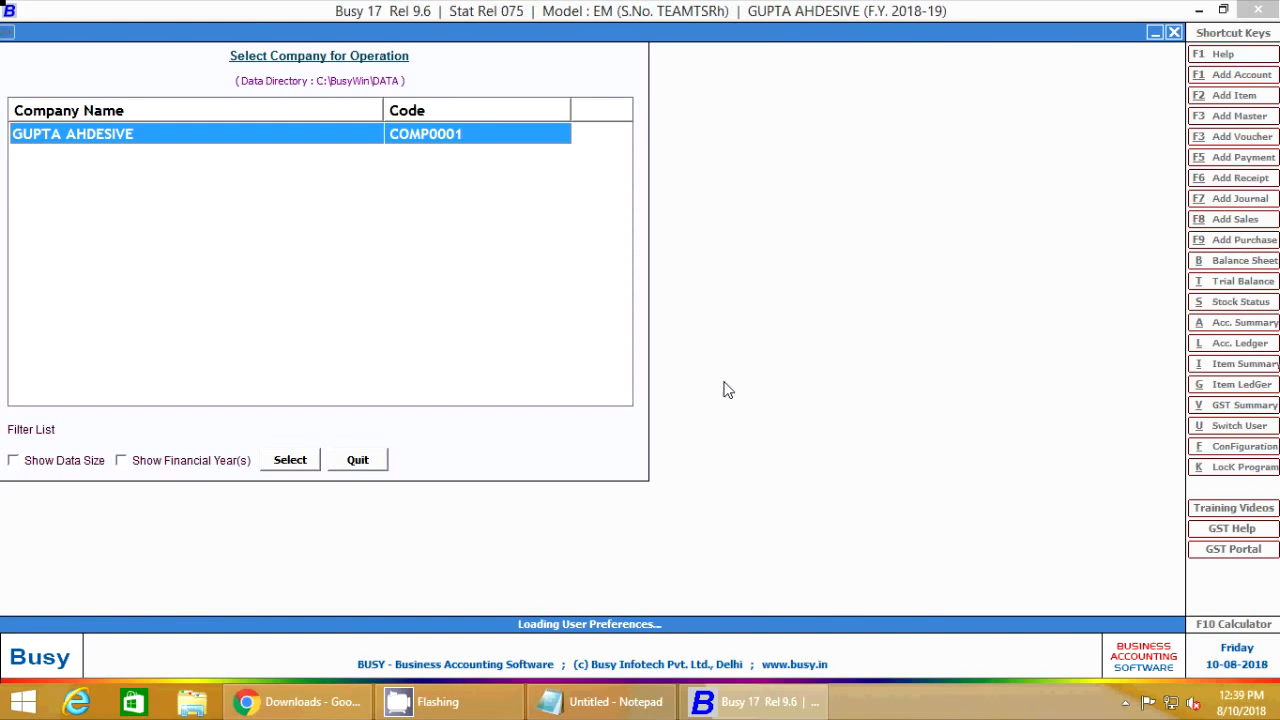 Busy 17 Rel 9.6 | Stat Rel 075 | Model : EM (S.No. TEAMTSRh) | GUPTA AHDESIVE (F.Y. 2018-19)
Select Company for Operation
( Data Directory : C:\BusyWin\DATA )
Company Name Code
GUPTA AHDESIVE COMP0001
Filter List
Show Data Size Show Financial Year(s) Select Quit
Shortcut Keys
F1 Help
F1 Add Account
F2 Add Item
F3 Add Master
F3 Add Voucher
F5 Add Payment
F6 Add Receipt
F7 Add Journal
F8 Add Sales
F9 Add Purchase
B Balance Sheet
T Trial Balance
S Stock Status
A Acc. Summary
L Acc. Ledger
I Item Summary
G Item LedGer
V GST Summary
U Switch User
F ConFiguration
K LocK Program
Training Videos
GST Help
GST Portal
Loading User Preferences...
F10 Calculator
Busy
BUSY - Business Accounting Software ; (c) Busy Infotech Pvt. Ltd., Delhi ; www.busy.in
BUSINESS
ACCOUNTING
SOFTWARE
Friday
10-08-2018
Downloads - Goo... Flashing Untitled - Notepad Busy 17 Rel 9.6 | ...
12:39 PM
8/10/2018